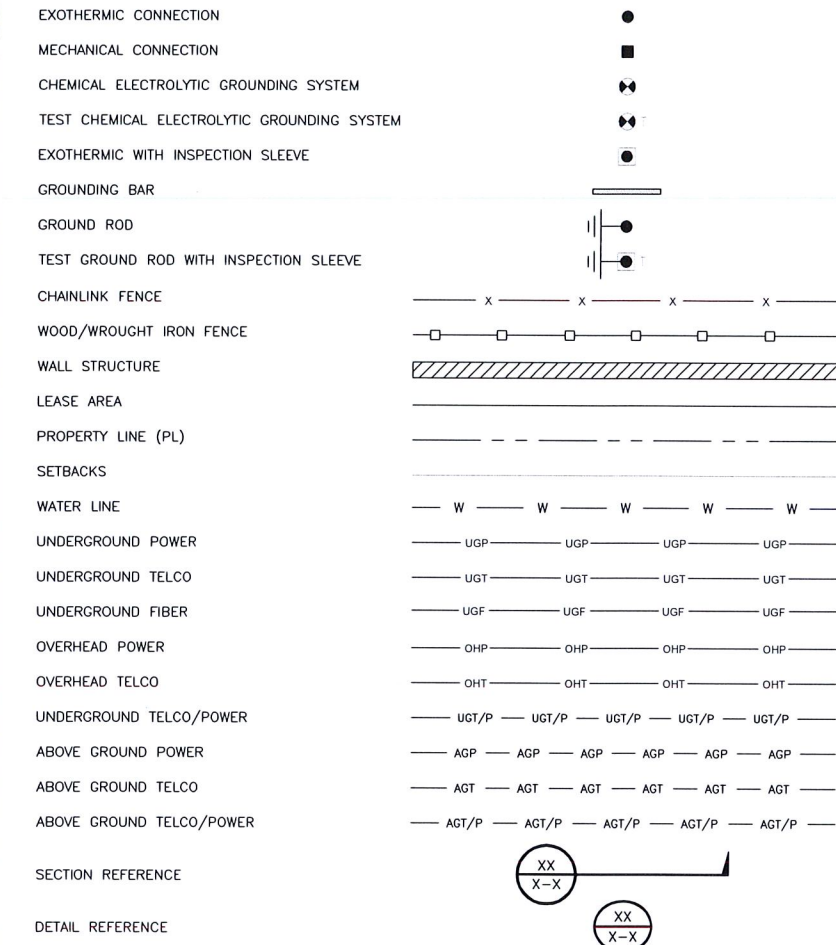 EXOTHERMIC CONNECTION
MECHANICAL CONNECTION
CHEMICAL ELECTROLYTIC GROUNDING SYSTEM
TEST CHEMICAL ELECTROLYTIC GROUNDING SYSTEM T
EXOTHERMIC WITH INSPECTION SLEEVE
GROUNDING BAR
GROUND ROD
TEST GROUND ROD WITH INSPECTION SLEEVE T
CHAINLINK FENCE X X X X
WOOD/WROUGHT IRON FENCE
WALL STRUCTURE
LEASE AREA
PROPERTY LINE (PL)
SETBACKS
WATER LINE W W W W W
UNDERGROUND POWER UGP UGP UGP UGP
UNDERGROUND TELCO UGT UGT UGT UGT
UNDERGROUND FIBER UGF UGF UGF UGF
OVERHEAD POWER OHP OHP OHP OHP
OVERHEAD TELCO OHT OHT OHT OHT
UNDERGROUND TELCO/POWER UGT/P UGT/P UGT/P UGT/P UGT/P
ABOVE GROUND POWER AGP AGP AGP AGP AGP AGP
ABOVE GROUND TELCO AGT AGT AGT AGT AGT AGT
ABOVE GROUND TELCO/POWER AGT/P AGT/P AGT/P AGT/P AGT/P
SECTION REFERENCE
XX
X-X
DETAIL REFERENCE
XX
X-X